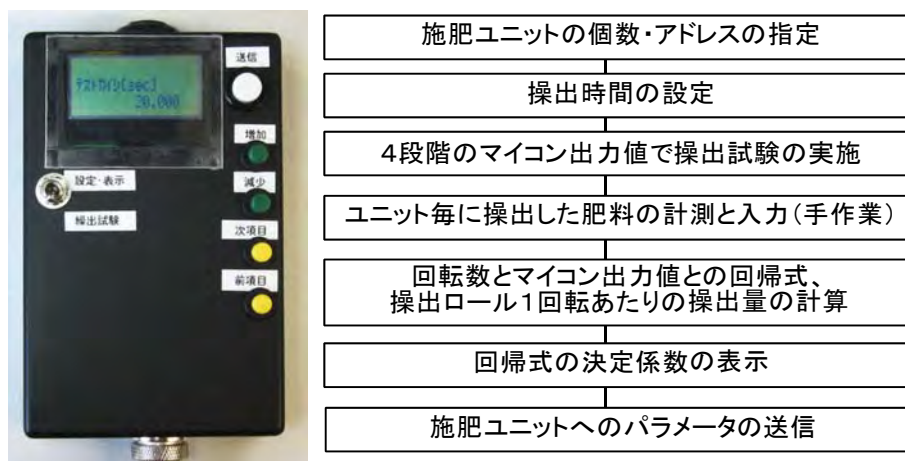 送信
テストカイシ[sec]
20.000
増加
設定・表示
減少
繰出試験
次項目
前項目
施肥ユニットの個数・アドレスの指定
操出時間の設定
4段階のマイコン出力値で操出試験の実施
ユニット毎に操出した肥料の計測と入力(手作業)
回転数とマイコン出力値との回帰式、
操出ロール1回転あたりの操出量の計算
回帰式の決定係数の表示
施肥ユニットへのパラメータの送信